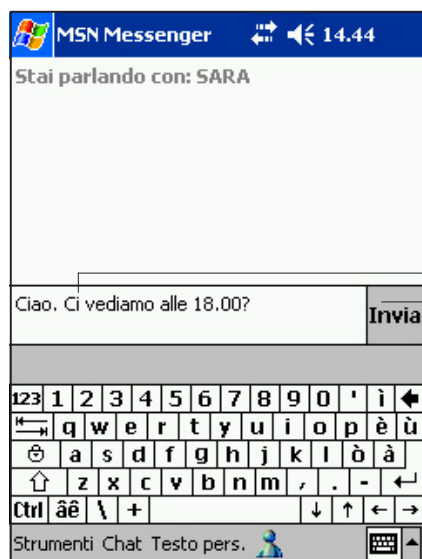 MSN Messenger 14.44
Stai parlando con: SARA
Ciao. Ci vediamo alle 18.00?
Invia
123 1 2 3 4 5 6 7 8 9 0 ' ì
q w e r t y u i o p è ù
a s d f g h j k l ò à
z x c v b n m , . -
Ctrl âê \ +
Strumenti Chat Testo pers.